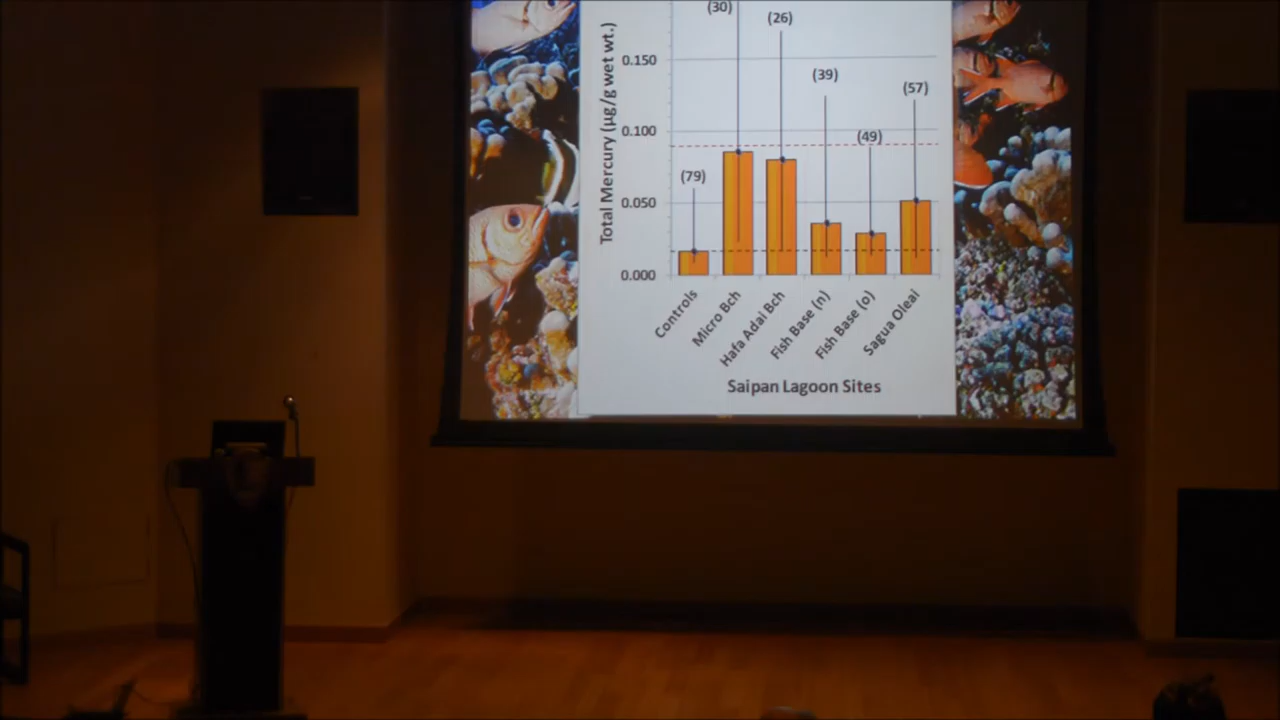 (30)
(26)
0.150
(39)
(57)
0.100
(49)
(79)
0.050
0.000
Total Mercury (µg/g wet wt.)
Controls
Micro Bch
Hafa Adai Bch
Fish Base (n)
Fish Base (o)
Sagua Oleai
Saipan Lagoon Sites